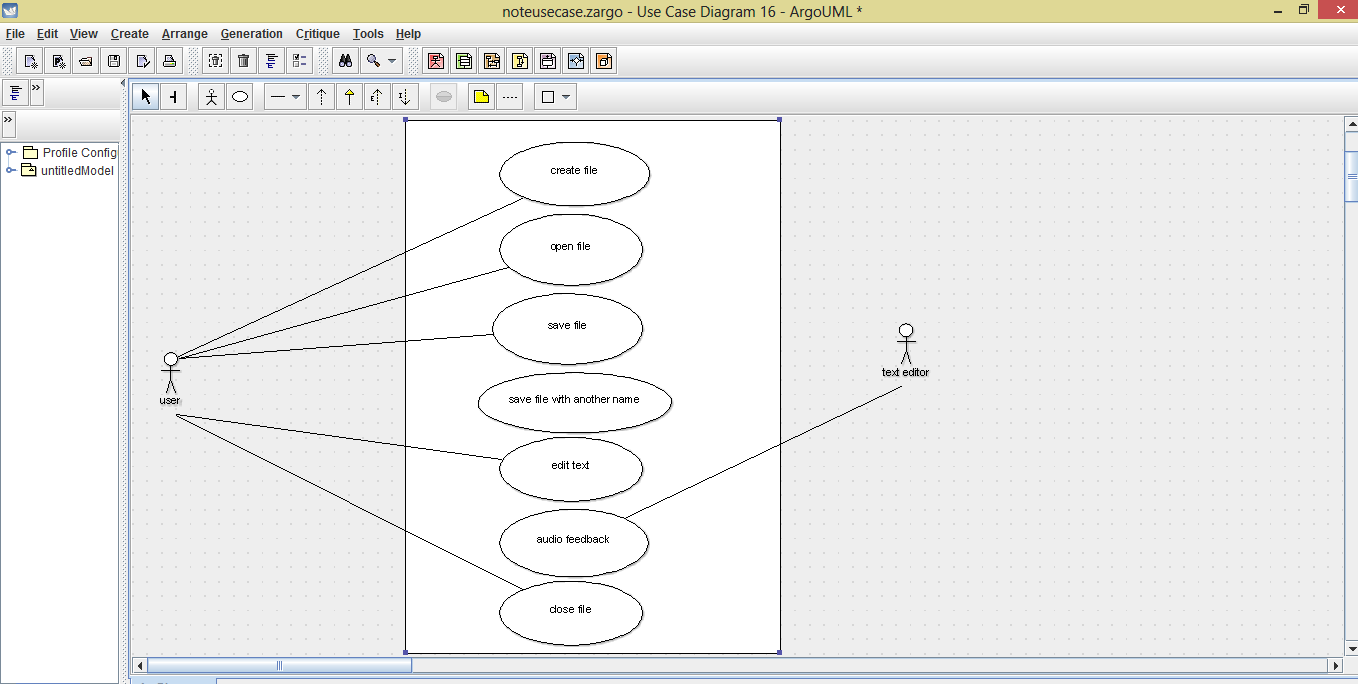 noteusecase.zargo - Use Case Diagram 16 - ArgoUML *
File Edit View Create Arrange Generation Critique Tools Help
Profile Config
untitledModel
create file
open file
save file
save file with another name
edit text
audio feedback
close file
user
text editor